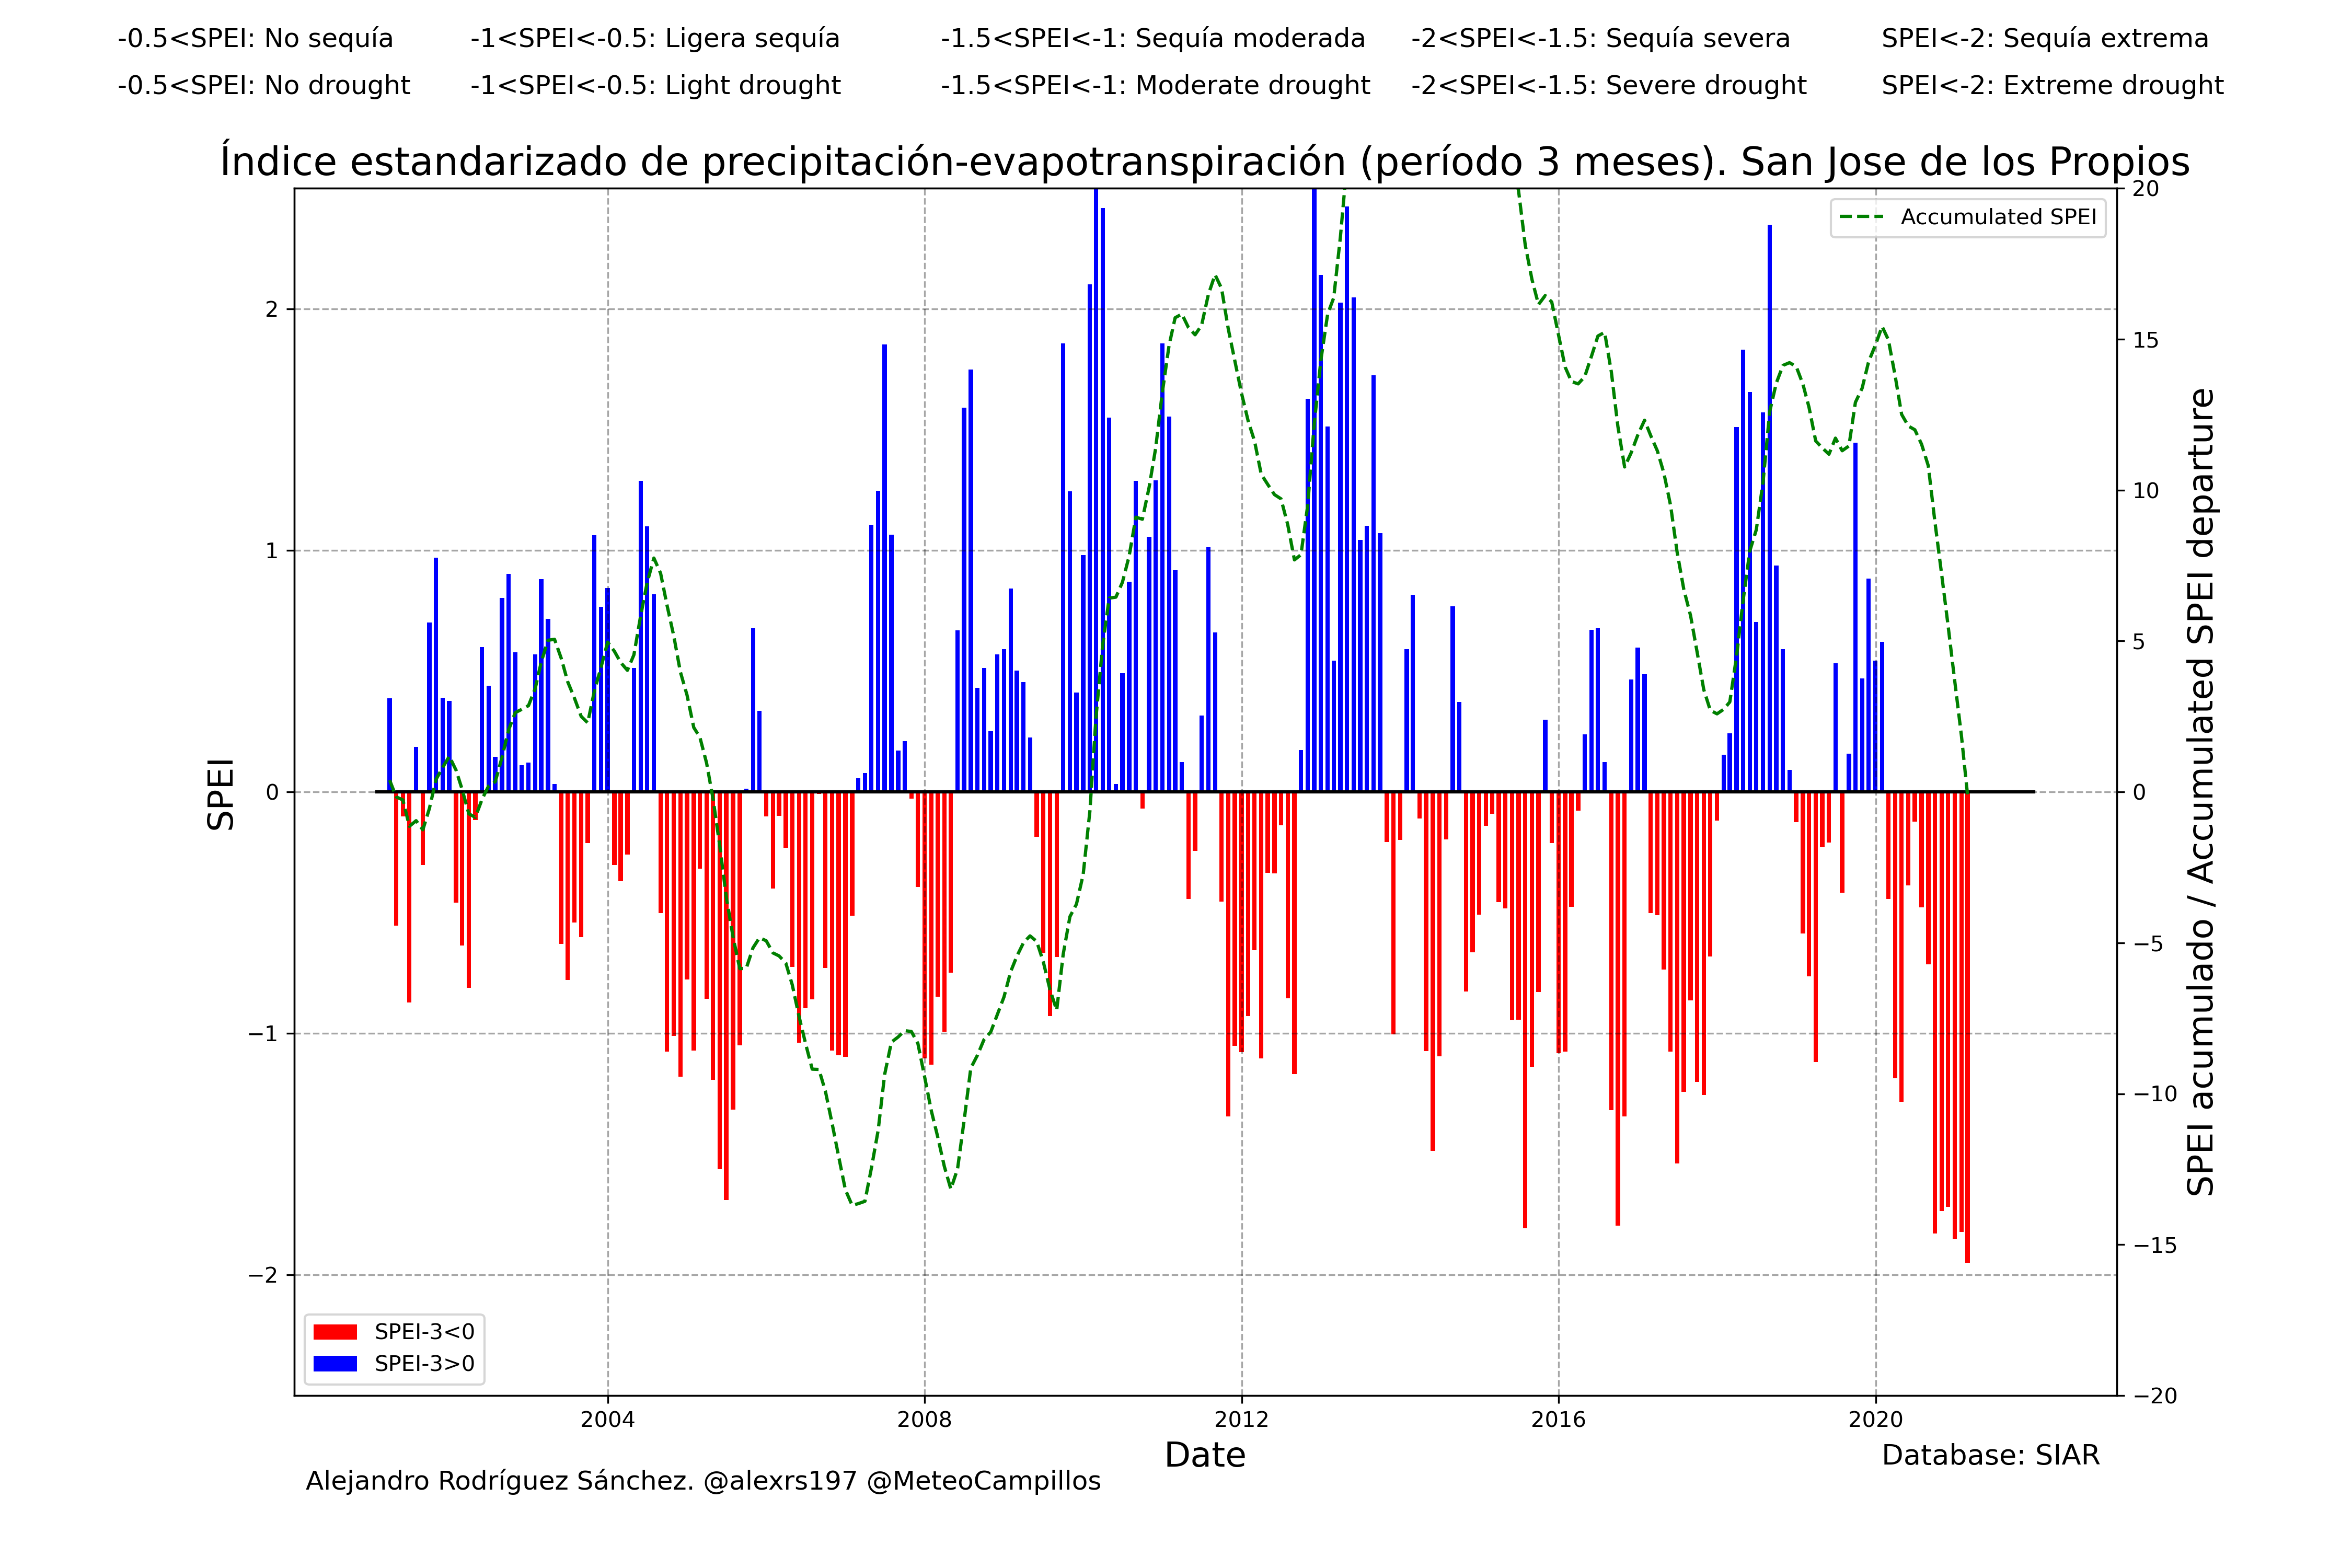 -0.5<SPEI: No sequía -1<SPEI<-0.5: Ligera sequía -1.5<SPEI<-1: Sequía moderada -2<SPEI<-1.5: Sequía severa SPEI<-2: Sequía extrema
-0.5<SPEI: No drought -1<SPEI<-0.5: Light drought -1.5<SPEI<-1: Moderate drought -2<SPEI<-1.5: Severe drought SPEI<-2: Extreme drought
Índice estandarizado de precipitación-evapotranspiración (período 3 meses). San Jose de los Propios
Accumulated SPEI
SPEI
2
1
0
−1
−2
20
15
10
5
0
−5
−10
−15
−20
SPEI acumulado / Accumulated SPEI departure
SPEI-3<0
SPEI-3>0
2004 2008 2012 2016 2020
Date
Database: SIAR
Alejandro Rodríguez Sánchez. @alexrs197 @MeteoCampillos